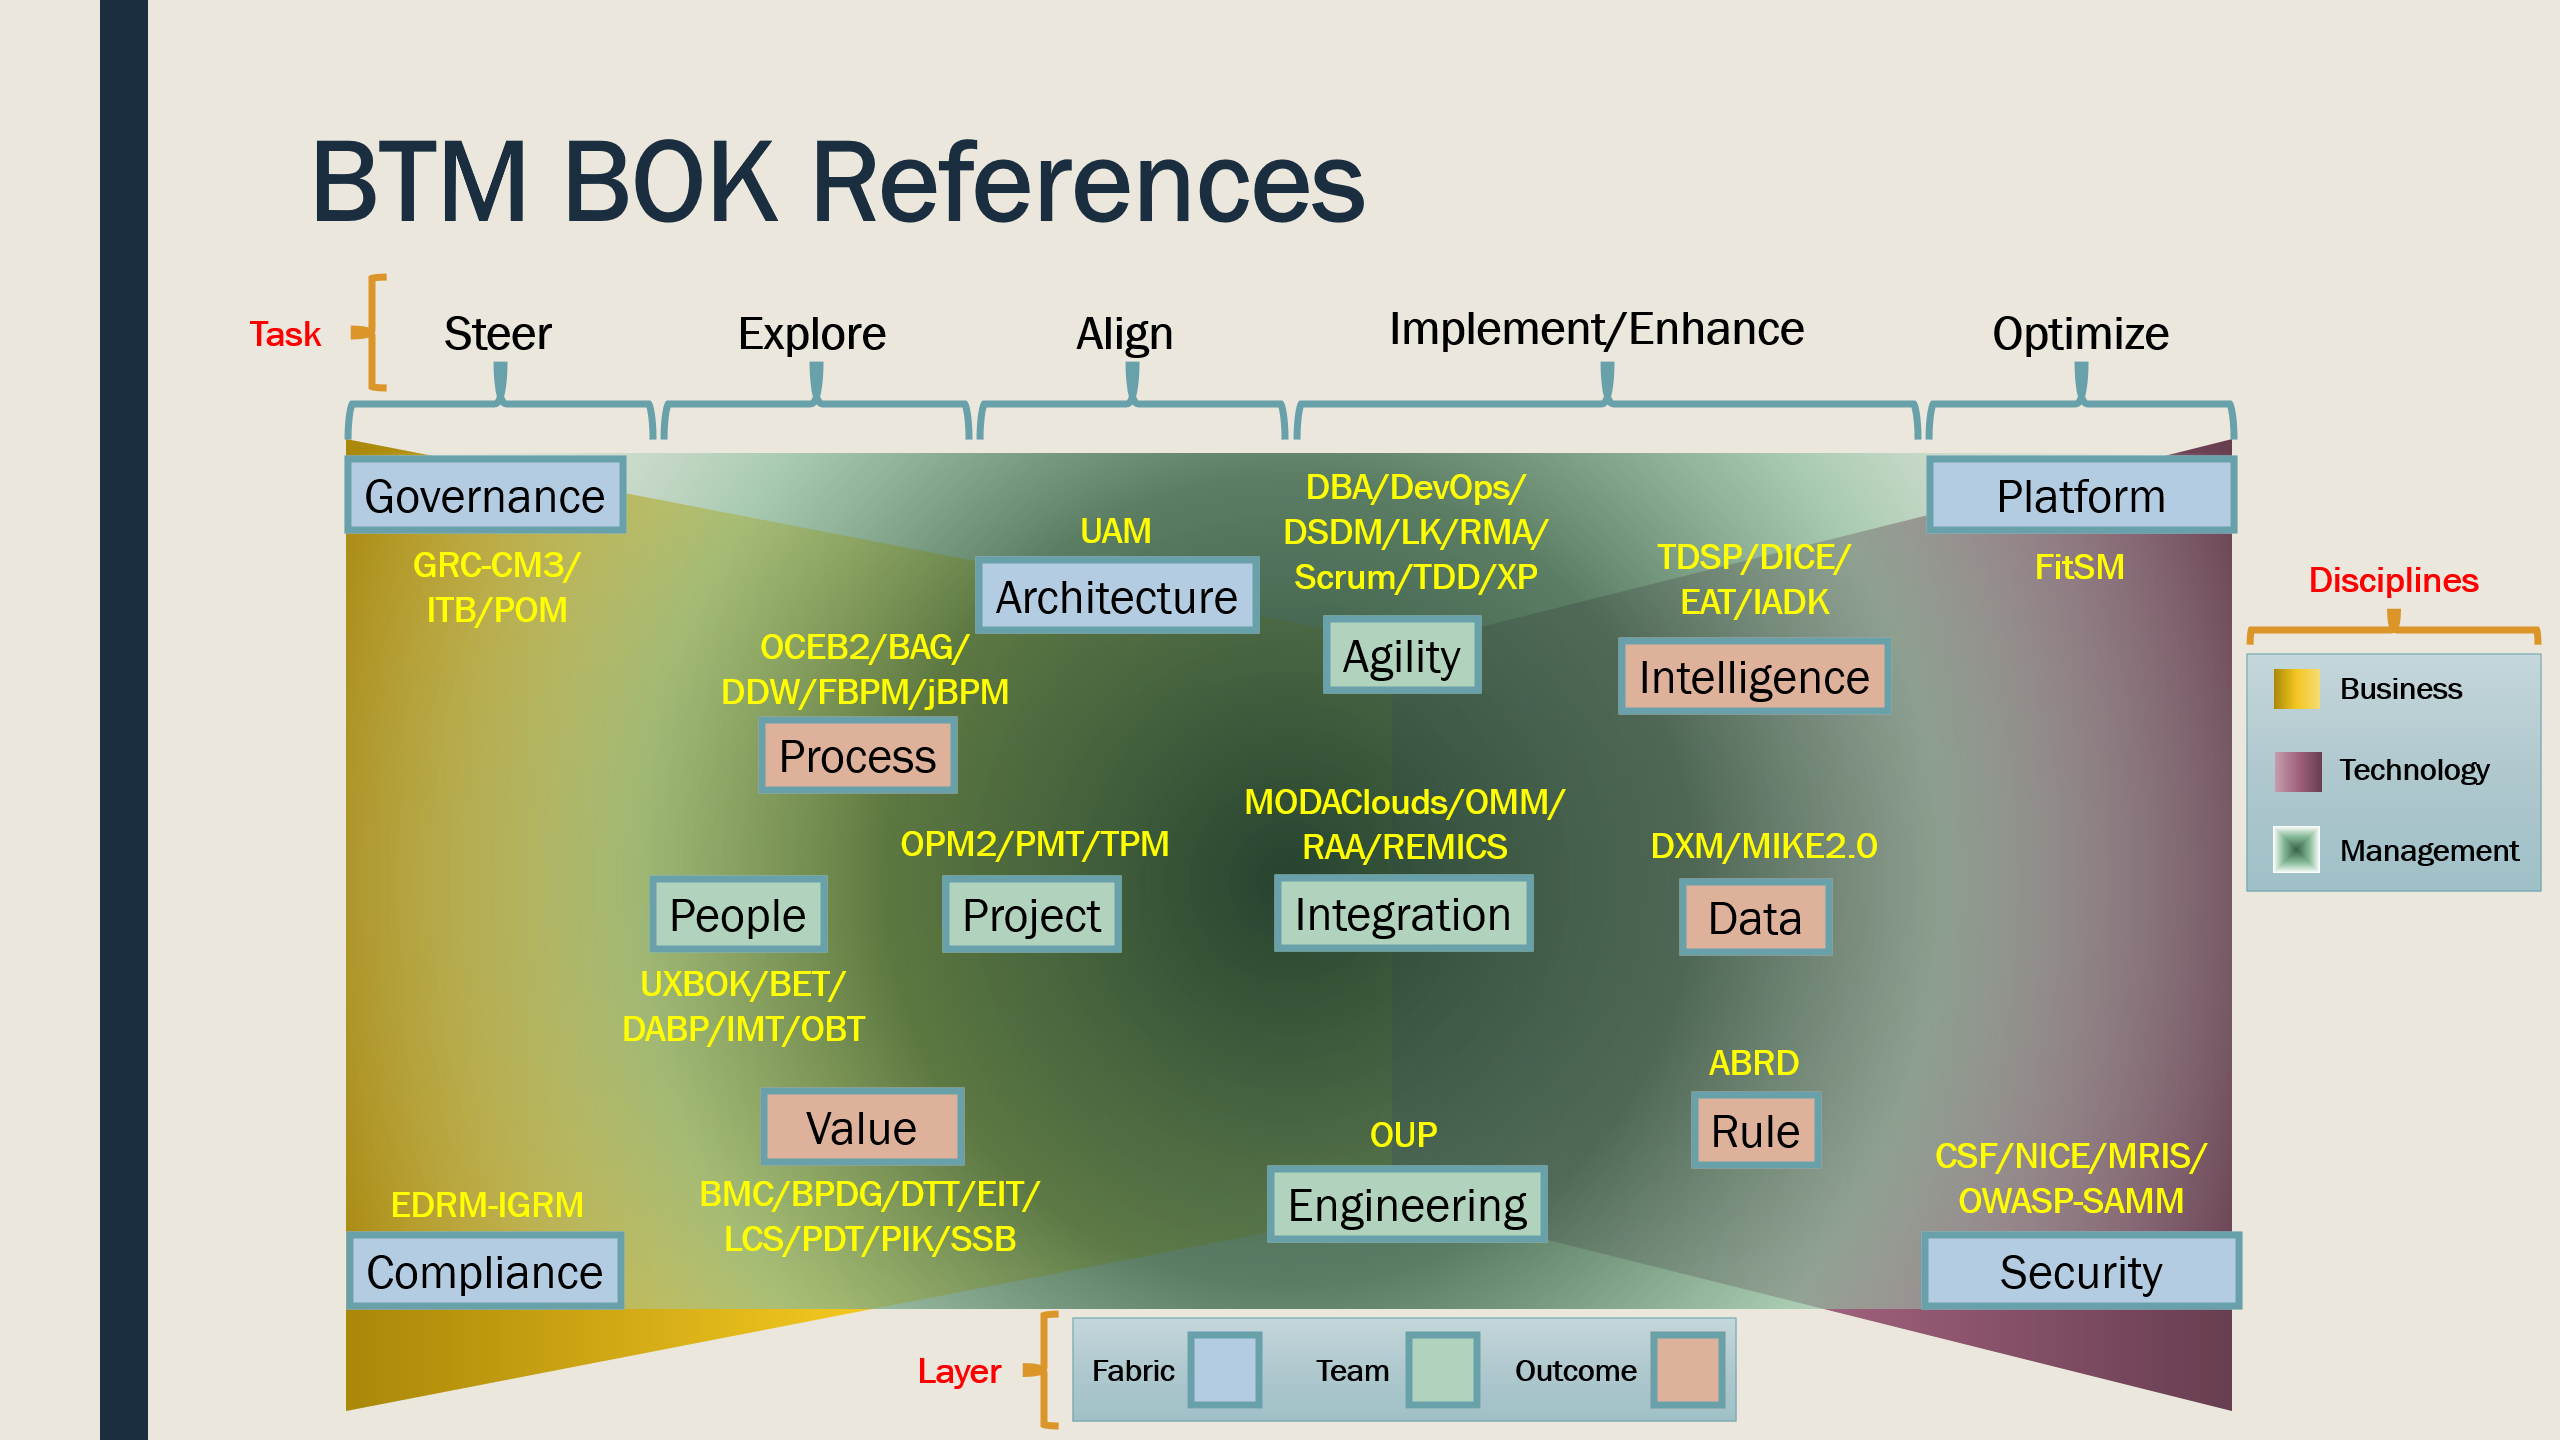 BTM BOK References
Task
Steer
Explore
Align
Implement/Enhance
Optimize
Governance
GRC-CM3/
ITB/POM
UAM
Architecture
DBA/DevOps/
DSDM/LK/RMA/
Scrum/TDD/XP
Agility
TDSP/DICE/
EAT/IADK
Intelligence
Platform
FitSM
OCEB2/BAG/
DDW/FBPM/jBPM
Process
OPM2/PMT/TPM
People
Project
UXBOK/BET/
DABP/IMT/OBT
MODAClouds/OMM/
RAA/REMICS
Integration
DXM/MIKE2.0
Data
Value
BMC/BPDG/DTT/EIT/
LCS/PDT/PIK/SSB
ABRD
Rule
OUP
Engineering
EDRM-IGRM
Compliance
CSF/NICE/MRIS/
OWASP-SAMM
Security
Disciplines
Business
Technology
Management
Layer
Fabric
Team
Outcome